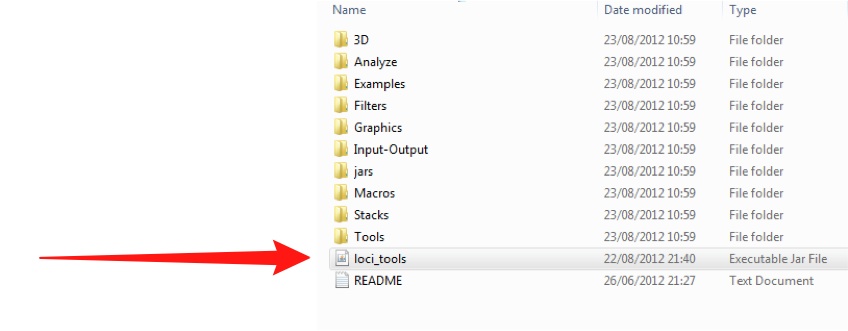 Name Date modified Type
3D 23/08/2012 10:59 File folder
Analyze 23/08/2012 10:59 File folder
Examples 23/08/2012 10:59 File folder
Filters 23/08/2012 10:59 File folder
Graphics 23/08/2012 10:59 File folder
Input-Output 23/08/2012 10:59 File folder
jars 23/08/2012 10:59 File folder
Macros 23/08/2012 10:59 File folder
Stacks 23/08/2012 10:59 File folder
Tools 23/08/2012 10:59 File folder
loci_tools 22/08/2012 21:40 Executable Jar File
README 26/06/2012 21:27 Text Document